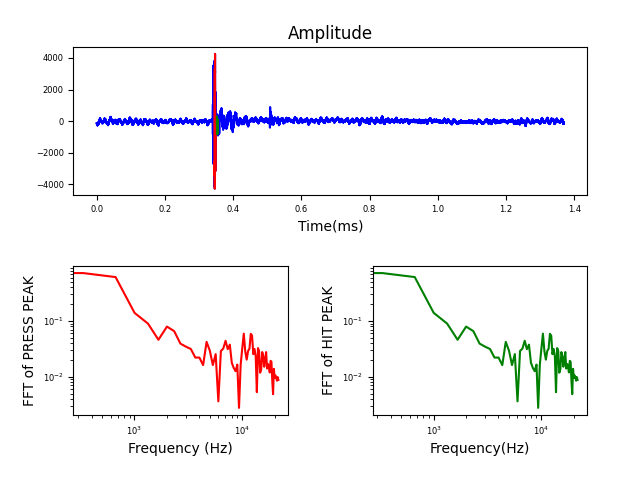 Amplitude
4000
2000
0
−2000
−4000
0.0 0.2 0.4 0.6 0.8 1.0 1.2 1.4
Time(ms)
FFT of PRESS PEAK
10⁻¹
10⁻²
10³ 10⁴
Frequency (Hz)
FFT of HIT PEAK
10⁻¹
10⁻²
10³ 10⁴
Frequency(Hz)